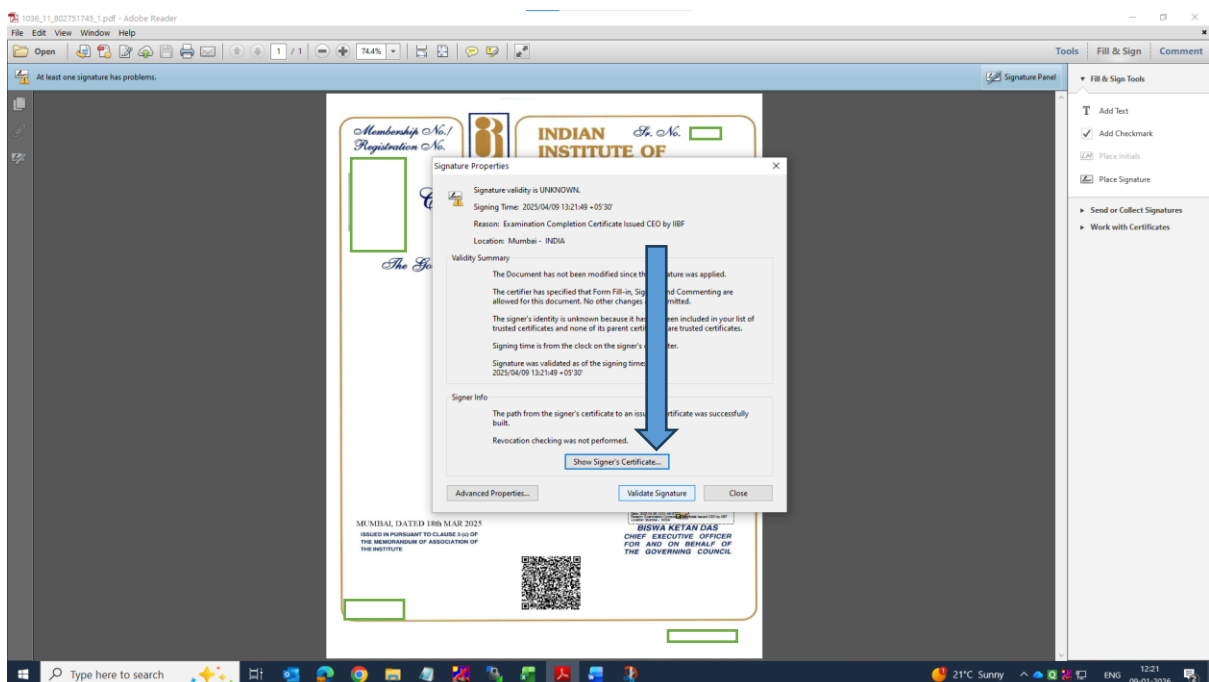 1036_11_802751745_1.pdf - Adobe Reader
File Edit View Window Help
Open 1 / 1 74.4% Tools Fill & Sign Comment
At least one signature has problems. Signature Panel
Fill & Sign Tools
T Add Text
Add Checkmark
Place Initials
Place Signature
Send or Collect Signatures
Work with Certificates
Membership No./
Registration No.
INDIAN
INSTITUTE OF
Sr. No.
The Go
Signature Properties
Signature validity is UNKNOWN.
Signing Time: 2025/04/09 13:21:49 +05'30'
Reason: Examination Completion Certificate Issued CEO by IIBF
Location: Mumbai - INDIA
Validity Summary
The Document has not been modified since th ature was applied.
The certifier has specified that Form Fill-in, Sig nd Commenting are
allowed for this document. No other changes mitted.
The signer's identity is unknown because it has een included in your list of
trusted certificates and none of its parent certi are trusted certificates.
Signing time is from the clock on the signer's ter.
Signature was validated as of the signing time
2025/04/09 13:21:49 +05'30'
Signer Info
The path from the signer's certificate to an issu rtificate was successfully
built.
Revocation checking was not performed.
Show Signer's Certificate...
Advanced Properties... Validate Signature Close
MUMBAI, DATED 18th MAR 2025
ISSUED IN PURSUANT TO CLAUSE 3 (c) OF
THE MEMORANDUM OF ASSOCIATION OF
THE INSTITUTE
BISWA KETAN DAS
CHIEF EXECUTIVE OFFICER
FOR AND ON BEHALF OF
THE GOVERNING COUNCIL
Type here to search
21°C Sunny
ENG
12:21
09-01-2026